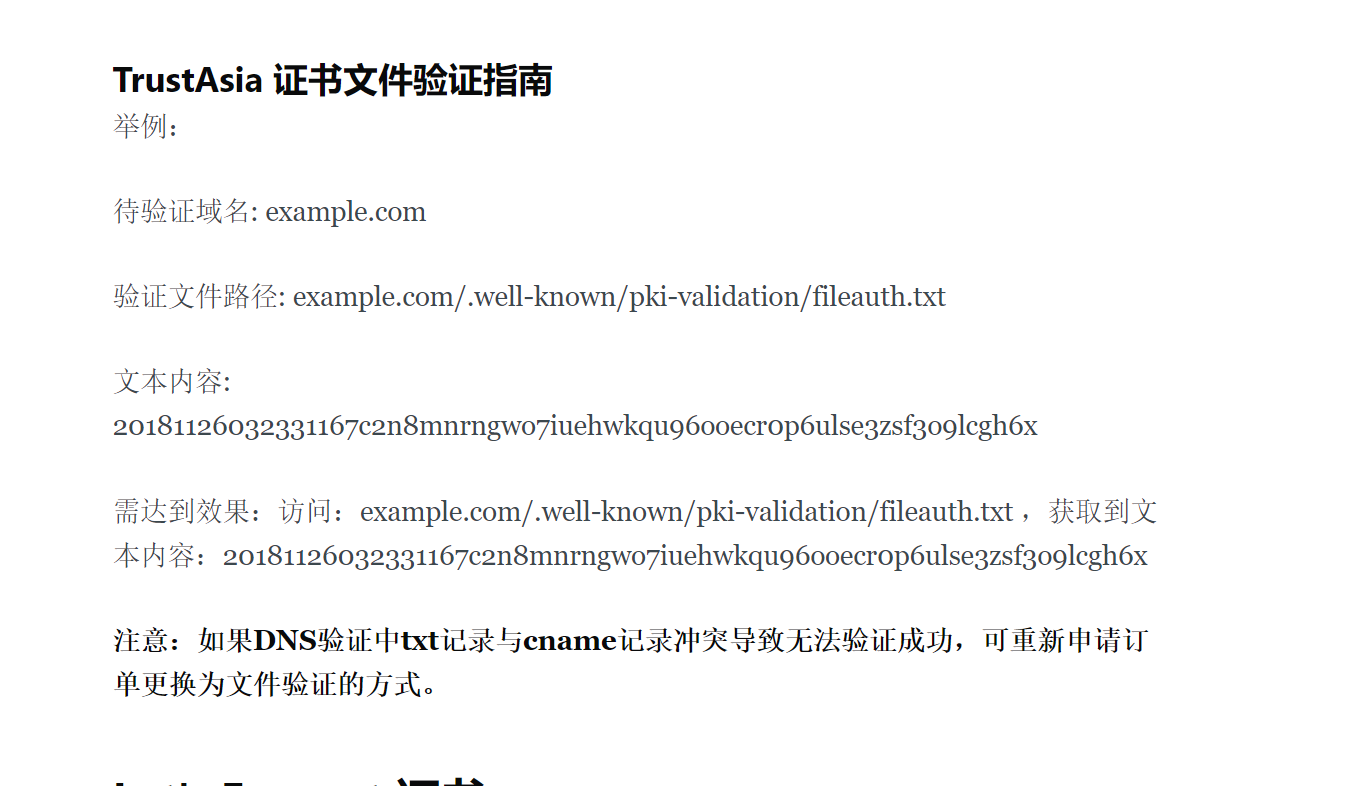 TrustAsia 证书文件验证指南
举例：
待验证域名: example.com
验证文件路径: example.com/.well-known/pki-validation/fileauth.txt
文本内容:
20181126032331167c2n8mnrngwo7iuehwkqu96ooecr0p6ulse3zsf3o9lcgh6x
需达到效果：访问：example.com/.well-known/pki-validation/fileauth.txt ，获取到文
本内容：20181126032331167c2n8mnrngwo7iuehwkqu96ooecr0p6ulse3zsf3o9lcgh6x
注意：如果DNS验证中txt记录与cname记录冲突导致无法验证成功，可重新申请订
单更换为文件验证的方式。